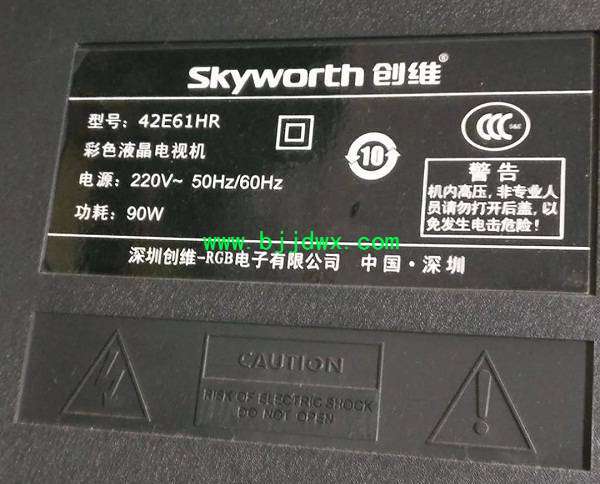 Skyworth 创维®
型号: 42E61HR
彩色液晶电视机
电源: 220V~ 50Hz/60Hz
功耗: 90W
10
CCC S&E
警告
机内高压, 非专业人
员请勿打开后盖, 以
免发生电击危险!
www.bjjdwx.com
深圳创维-RGB电子有限公司 中国·深圳
CAUTION
RISK OF ELECTRIC SHOCK
DO NOT OPEN